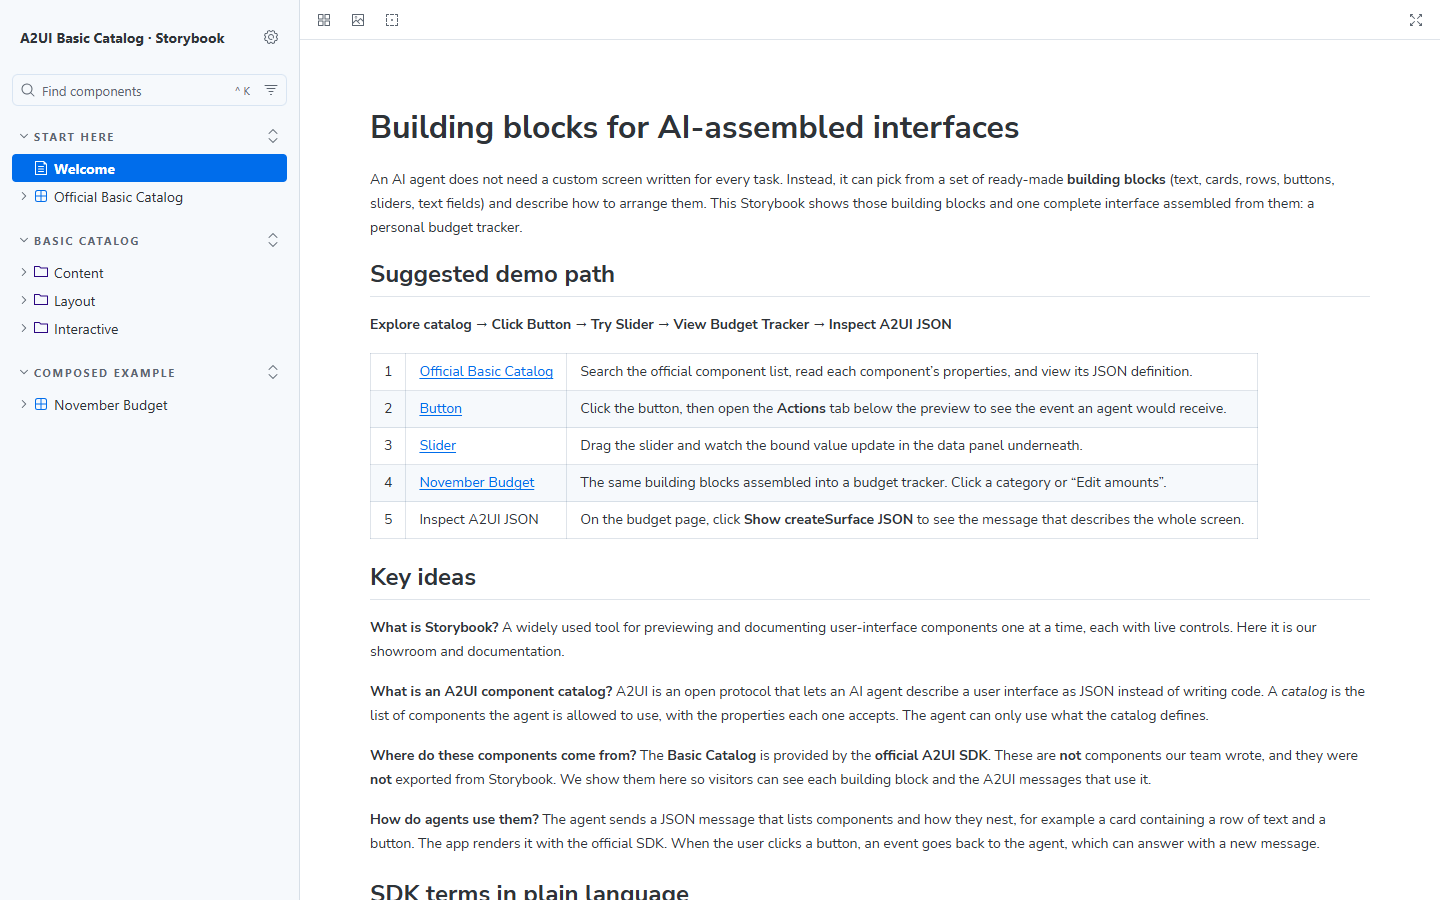 A2UI Basic Catalog · Storybook
Find components
^ K
START HERE
Welcome
Official Basic Catalog
BASIC CATALOG
Content
Layout
Interactive
COMPOSED EXAMPLE
November Budget
Building blocks for AI-assembled interfaces
An AI agent does not need a custom screen written for every task. Instead, it can pick from a set of ready-made building blocks (text, cards, rows, buttons,
sliders, text fields) and describe how to arrange them. This Storybook shows those building blocks and one complete interface assembled from them: a
personal budget tracker.
Suggested demo path
Explore catalog → Click Button → Try Slider → View Budget Tracker → Inspect A2UI JSON
1 Official Basic Catalog Search the official component list, read each component’s properties, and view its JSON definition.
2 Button Click the button, then open the Actions tab below the preview to see the event an agent would receive.
3 Slider Drag the slider and watch the bound value update in the data panel underneath.
4 November Budget The same building blocks assembled into a budget tracker. Click a category or “Edit amounts”.
5 Inspect A2UI JSON On the budget page, click Show createSurface JSON to see the message that describes the whole screen.
Key ideas
What is Storybook? A widely used tool for previewing and documenting user-interface components one at a time, each with live controls. Here it is our
showroom and documentation.
What is an A2UI component catalog? A2UI is an open protocol that lets an AI agent describe a user interface as JSON instead of writing code. A catalog is the
list of components the agent is allowed to use, with the properties each one accepts. The agent can only use what the catalog defines.
Where do these components come from? The Basic Catalog is provided by the official A2UI SDK. These are not components our team wrote, and they were
not exported from Storybook. We show them here so visitors can see each building block and the A2UI messages that use it.
How do agents use them? The agent sends a JSON message that lists components and how they nest, for example a card containing a row of text and a
button. The app renders it with the official SDK. When the user clicks a button, an event goes back to the agent, which can answer with a new message.
SDK terms in plain language